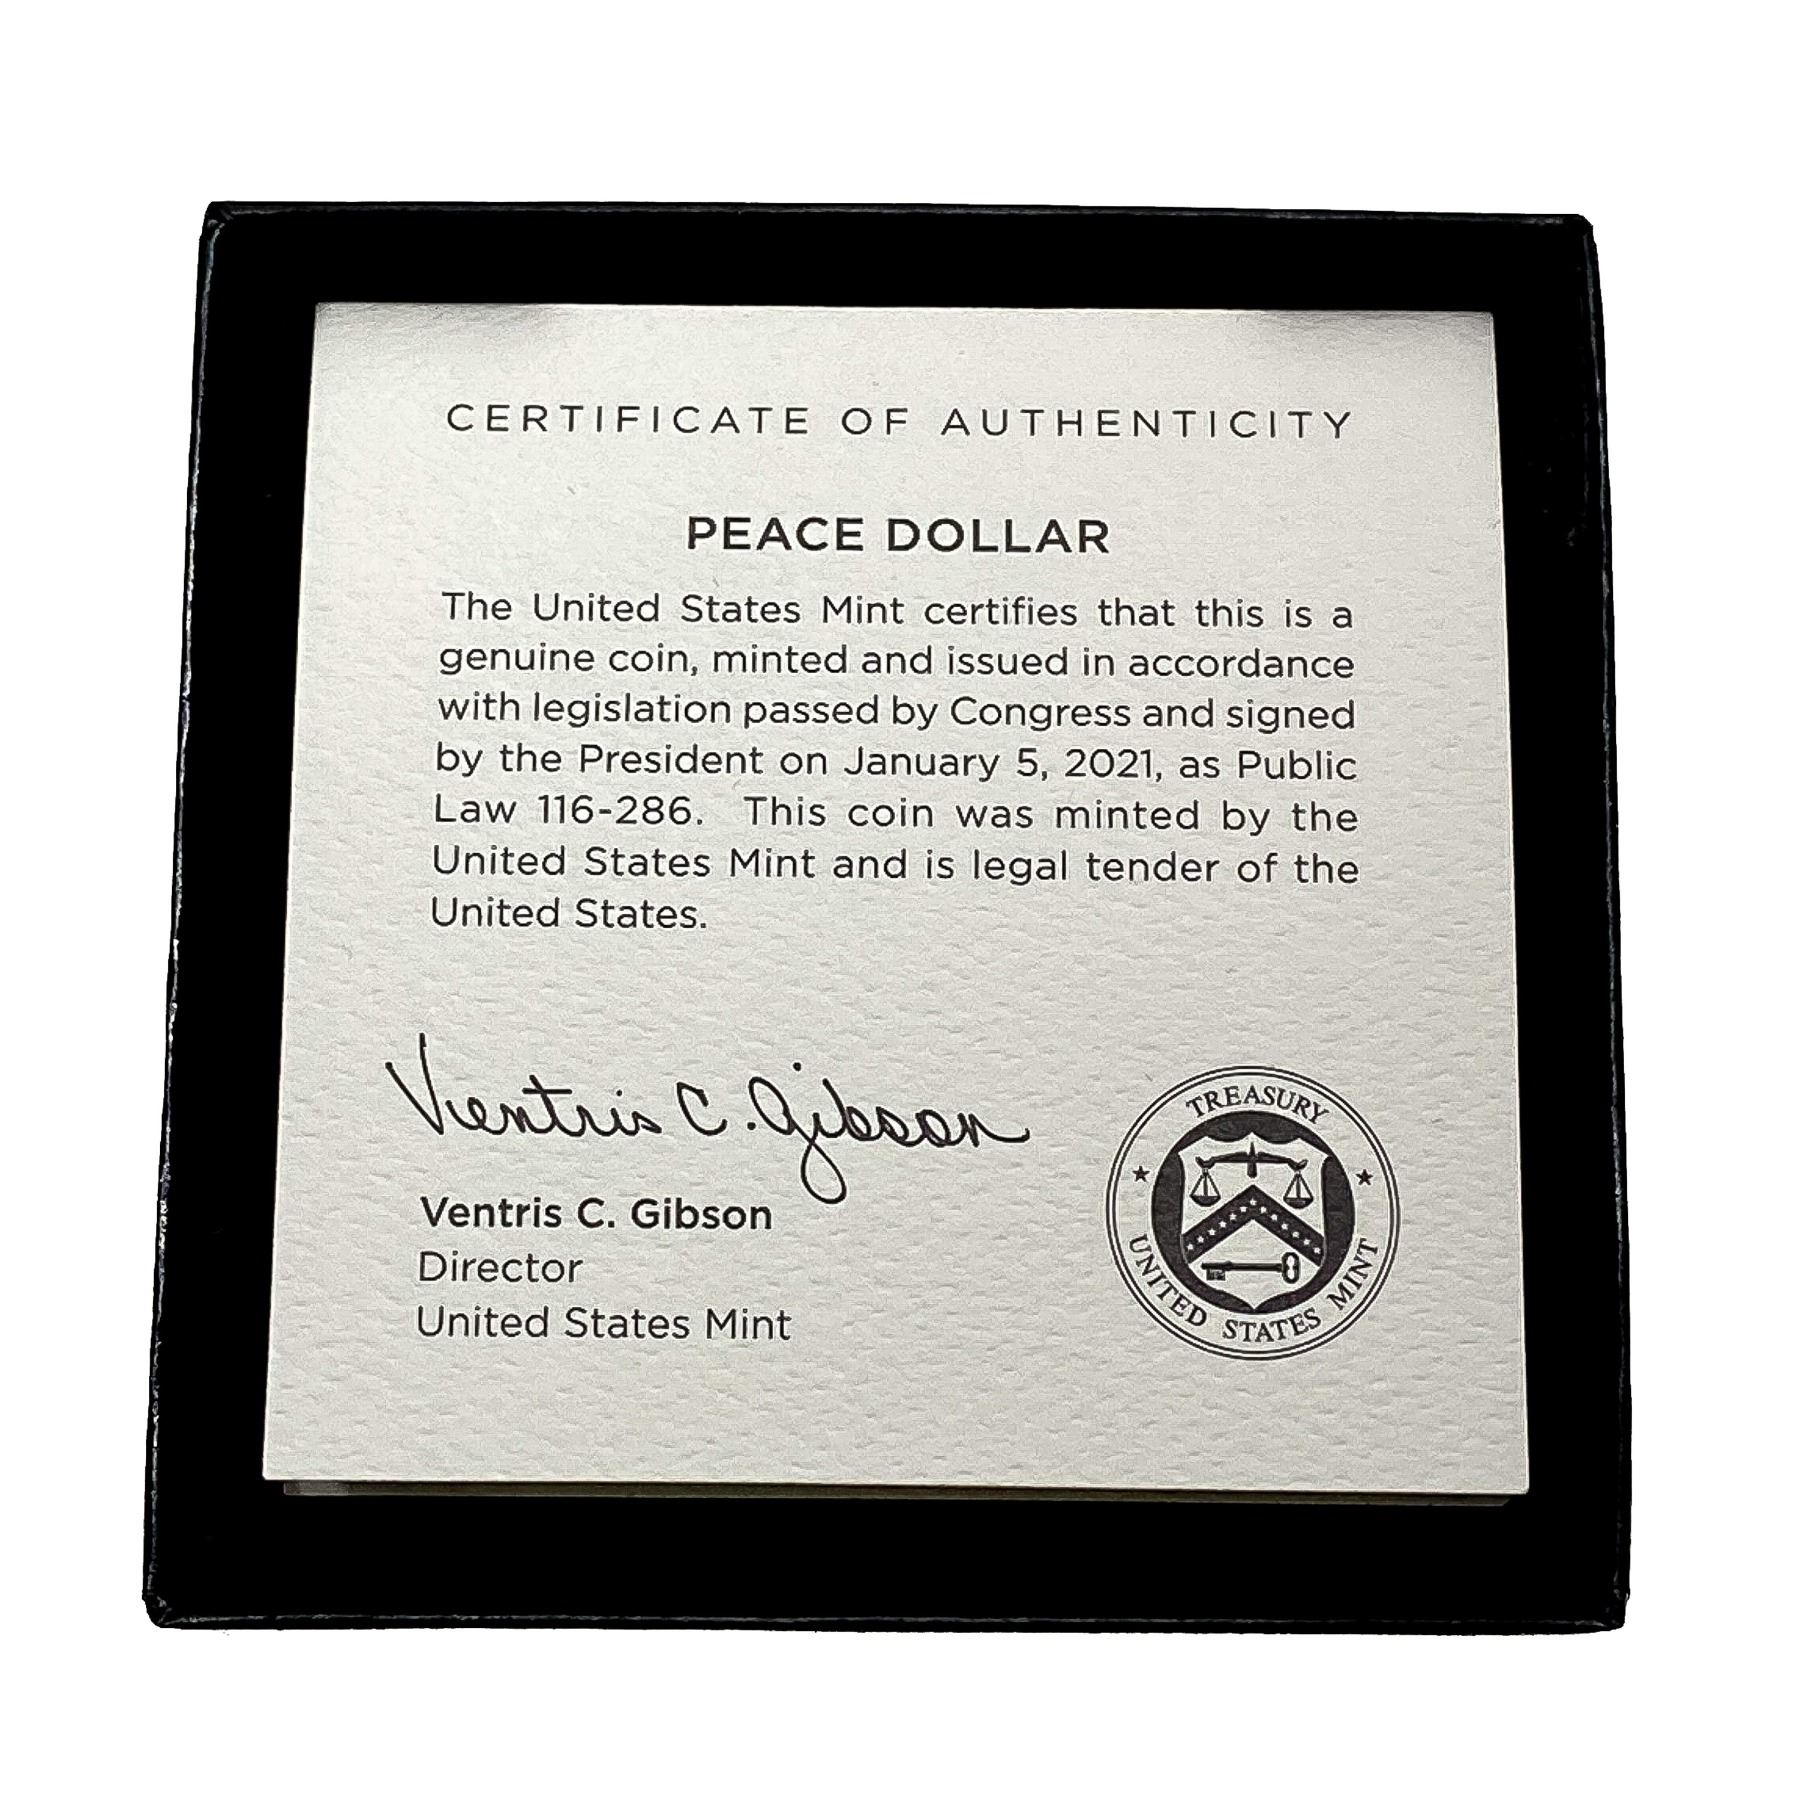 CERTIFICATE OF AUTHENTICITY
PEACE DOLLAR
The United States Mint certifies that this is a
genuine coin, minted and issued in accordance
with legislation passed by Congress and signed
by the President on January 5, 2021, as Public
Law 116-286. This coin was minted by the
United States Mint and is legal tender of the
United States.
Ventris C. Gibson
Ventris C. Gibson
Director
United States Mint
TREASURY
UNITED STATES MINT